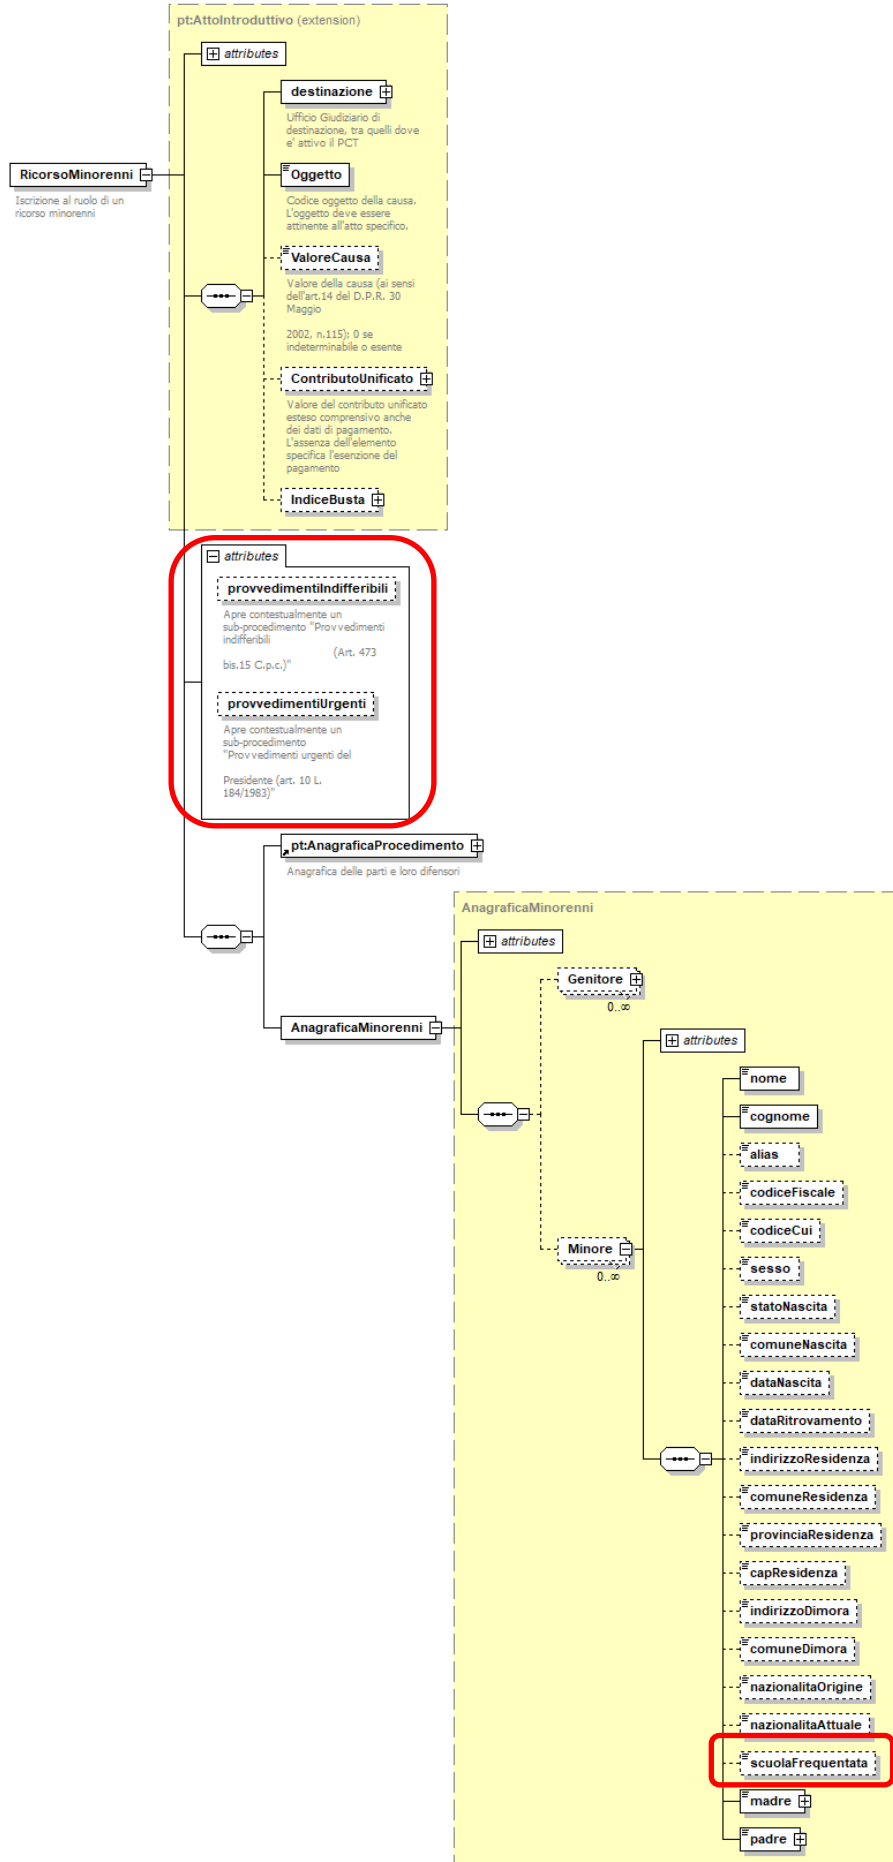 pt:AttoIntroduttivo (extension)
attributes
destinazione
Ufficio Giudiziario di
destinazione, tra quelli dove
e' attivo il PCT
RicorsoMinorenni
Iscrizione al ruolo di un
ricorso minorenni
Oggetto
Codice oggetto della causa.
L'oggetto deve essere
attinente all'atto specifico.
ValoreCausa
Valore della causa (ai sensi
dell'art.14 del D.P.R. 30
Maggio
2002, n.115); 0 se
indeterminabile o esente
ContributoUnificato
Valore del contributo unificato
esteso comprensivo anche
dei dati di pagamento.
L'assenza dell'elemento
specifica l'esenzione del
pagamento
IndiceBusta
attributes
provvedimentiIndifferibili
Apre contestualmente un
sub-procedimento "Provvedimenti
indifferibili
(Art. 473
bis.15 C.p.c.)"
provvedimentiUrgenti
Apre contestualmente un
sub-procedimento
"Provvedimenti urgenti del
Presidente (art. 10 L.
184/1983)"
pt:AnagraficaProcedimento
Anagrafica delle parti e loro difensori
AnagraficaMinorenni
attributes
Genitore
0..∞
AnagraficaMinorenni
attributes
nome
cognome
alias
codiceFiscale
codiceCui
Minore
0..∞
sesso
statoNascita
comuneNascita
dataNascita
dataRitrovamento
indirizzoResidenza
comuneResidenza
provinciaResidenza
capResidenza
indirizzoDimora
comuneDimora
nazionalitaOrigine
nazionalitaAttuale
scuolaFrequentata
madre
padre